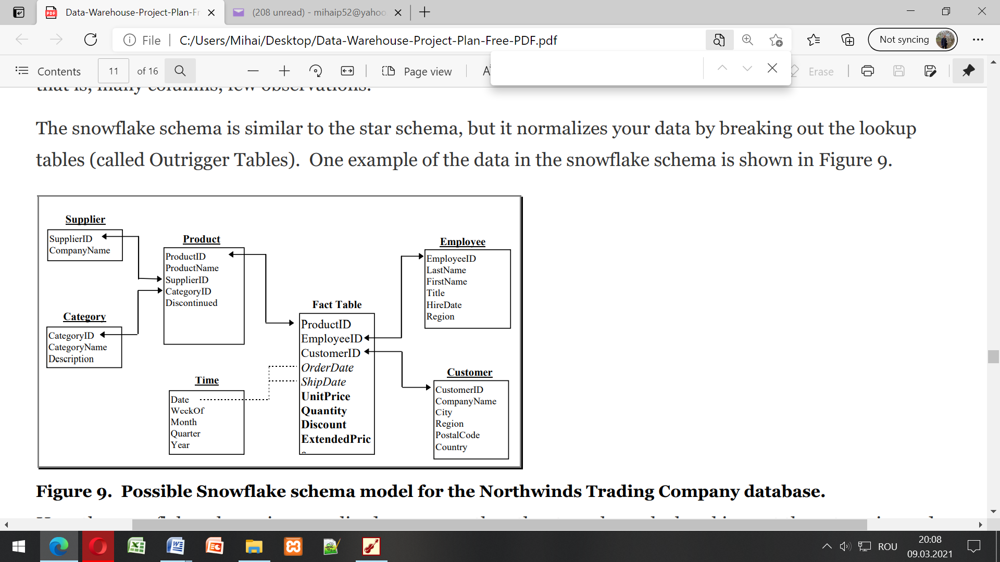 Data-Warehouse-Project-Plan-Fr
(208 unread) - mihaip52@yahoo
File
C:/Users/Mihai/Desktop/Data-Warehouse-Project-Plan-Free-PDF.pdf
Not syncing
Contents
11
of 16
Page view
Erase
that is, many columns, few observations.
The snowflake schema is similar to the star schema, but it normalizes your data by breaking out the lookup
tables (called Outrigger Tables).  One example of the data in the snowflake schema is shown in Figure 9.
Supplier
SupplierID
CompanyName
Category
CategoryID
CategoryName
Description
Product
ProductID
ProductName
SupplierID
CategoryID
Discontinued
Time
Date
WeekOf
Month
Quarter
Year
Fact Table
ProductID
EmployeeID
CustomerID
OrderDate
ShipDate
UnitPrice
Quantity
Discount
ExtendedPric
Employee
EmployeeID
LastName
FirstName
Title
HireDate
Region
Customer
CustomerID
CompanyName
City
Region
PostalCode
Country
Figure 9.  Possible Snowflake schema model for the Northwinds Trading Company database.
ROU
20:08
09.03.2021